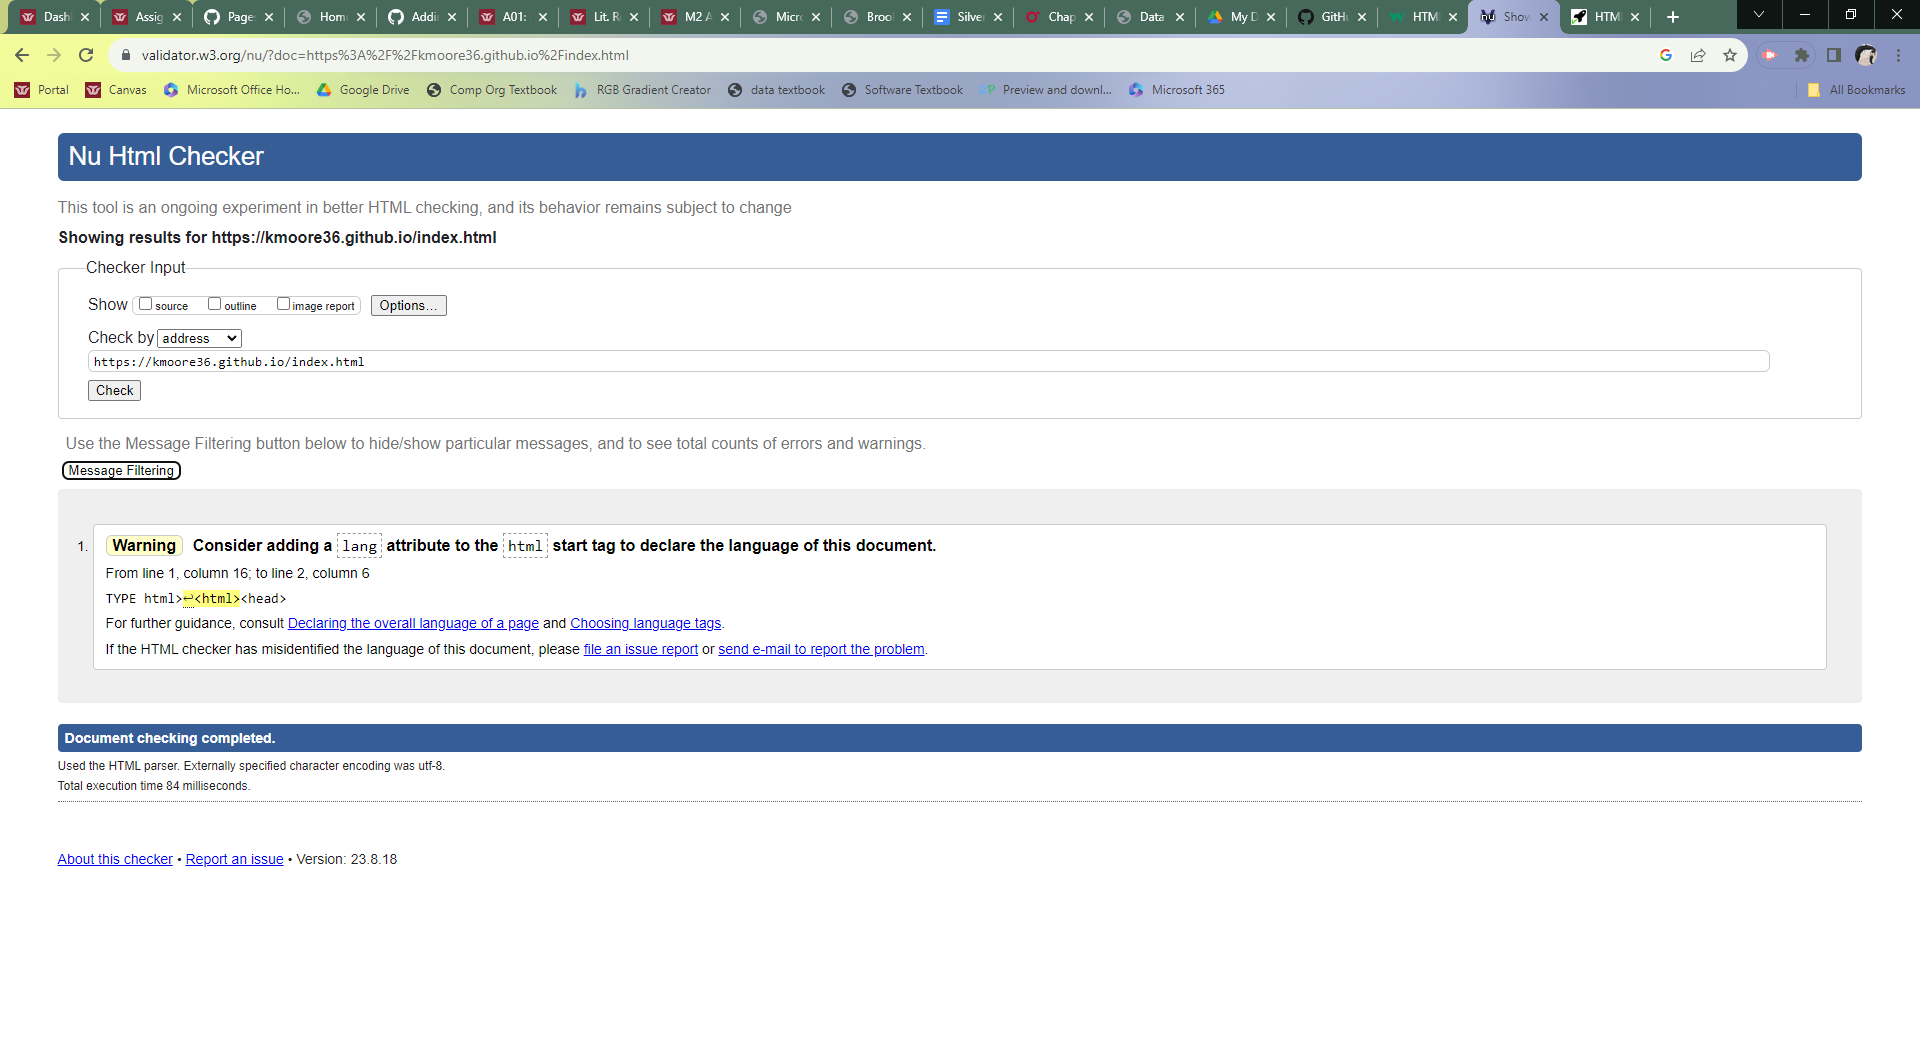 Dash
Assig
Page
Hom
Addi
A01:
Lit. R
M2 A
Micr
Broo
Silve
Chap
Data
My D
GitH
HTM
Show
HTM
validator.w3.org/nu/?doc=https%3A%2F%2Fkmoore36.github.io%2Findex.html
Portal
Canvas
Microsoft Office Ho...
Google Drive
Comp Org Textbook
RGB Gradient Creator
data textbook
Software Textbook
Preview and downl...
Microsoft 365
All Bookmarks
Nu Html Checker
This tool is an ongoing experiment in better HTML checking, and its behavior remains subject to change
Showing results for https://kmoore36.github.io/index.html
Checker Input
Show source outline image report Options...
Check by address
https://kmoore36.github.io/index.html
Check
Use the Message Filtering button below to hide/show particular messages, and to see total counts of errors and warnings.
Message Filtering
1. Warning Consider adding a lang attribute to the html start tag to declare the language of this document.
From line 1, column 16; to line 2, column 6
TYPE html>↩<html><head>
For further guidance, consult Declaring the overall language of a page and Choosing language tags.
If the HTML checker has misidentified the language of this document, please file an issue report or send e-mail to report the problem.
Document checking completed.
Used the HTML parser. Externally specified character encoding was utf-8.
Total execution time 84 milliseconds.
About this checker • Report an issue • Version: 23.8.18